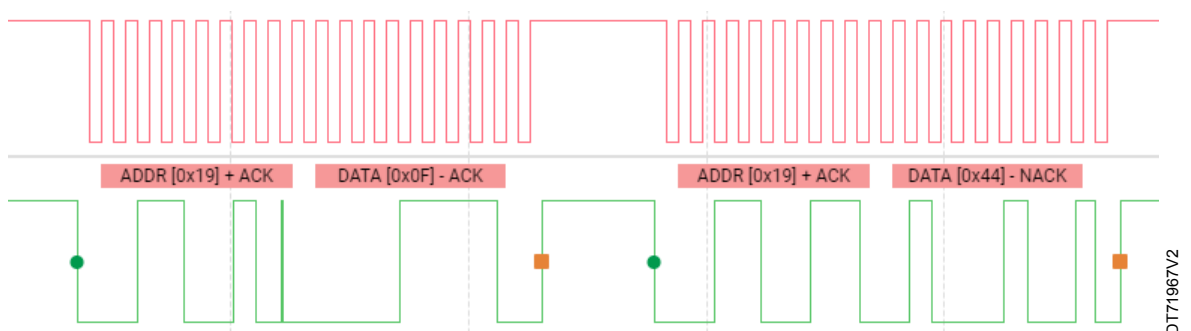 ADDR [0x19] + ACK
DATA [0x0F] - ACK
ADDR [0x19] + ACK
DATA [0x44] - NACK
DT71967V2